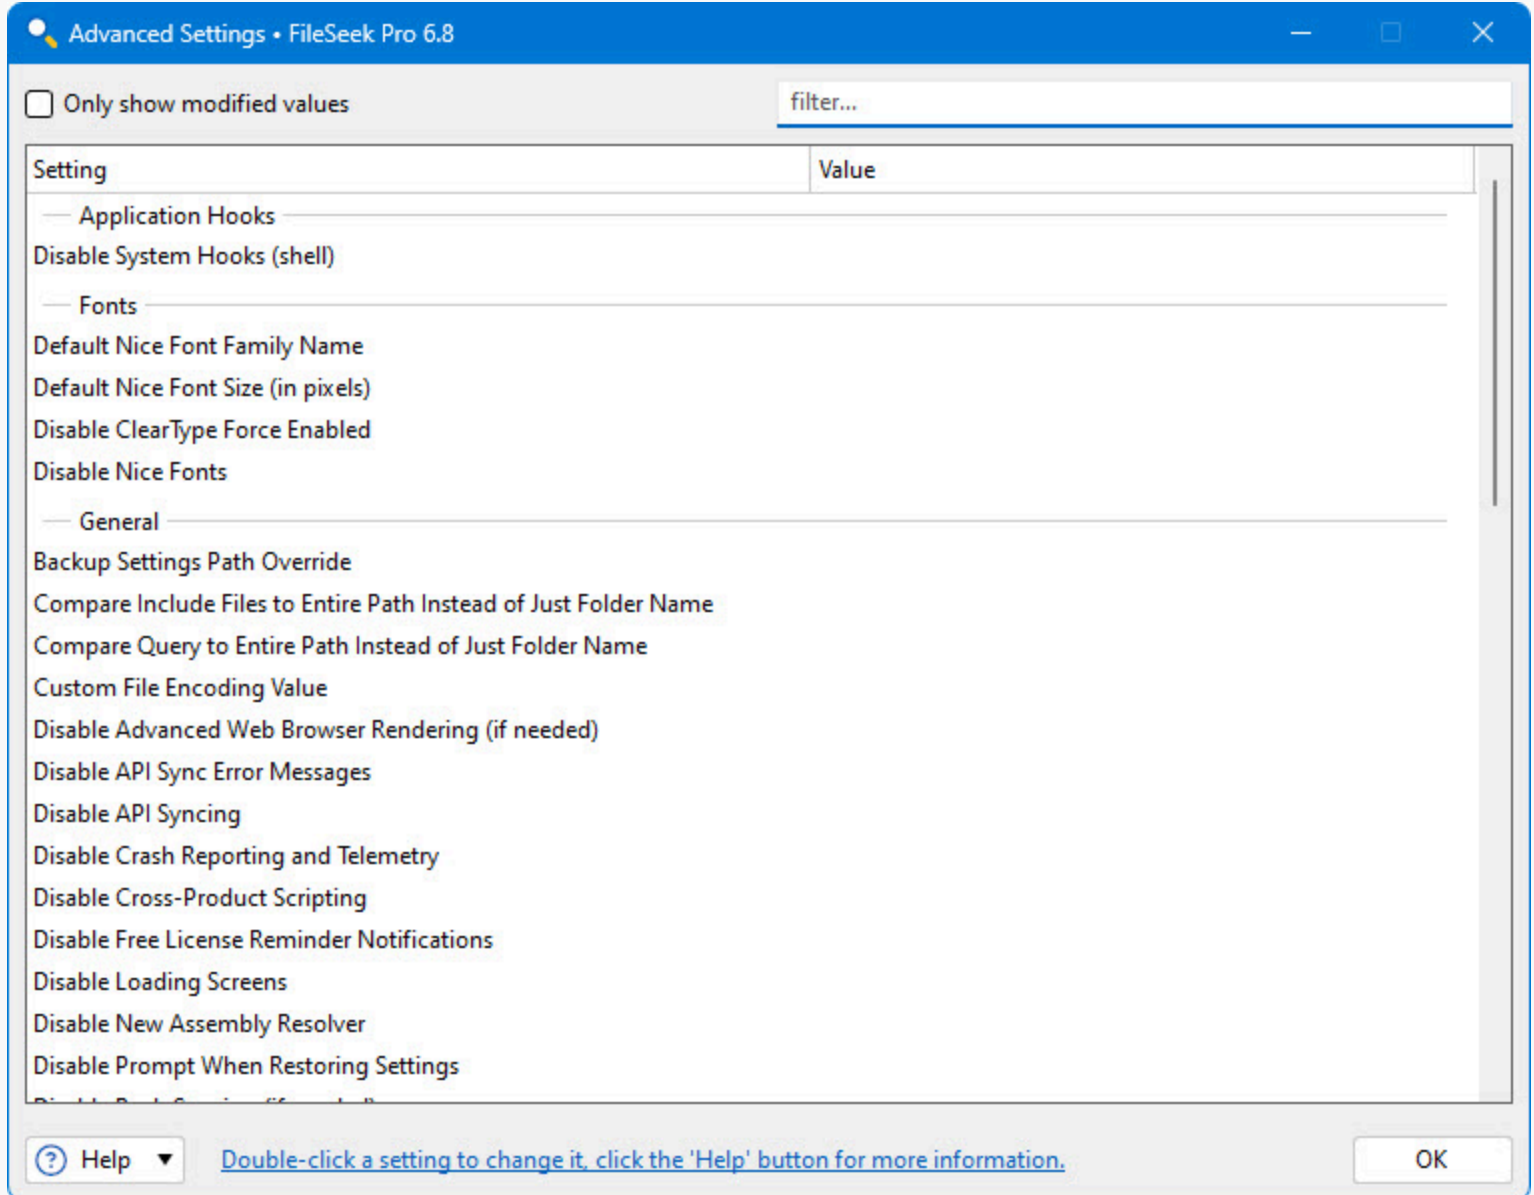 Advanced Settings • FileSeek Pro 6.8
Only show modified values
filter...
Setting Value
Application Hooks
Disable System Hooks (shell)
Fonts
Default Nice Font Family Name
Default Nice Font Size (in pixels)
Disable ClearType Force Enabled
Disable Nice Fonts
General
Backup Settings Path Override
Compare Include Files to Entire Path Instead of Just Folder Name
Compare Query to Entire Path Instead of Just Folder Name
Custom File Encoding Value
Disable Advanced Web Browser Rendering (if needed)
Disable API Sync Error Messages
Disable API Syncing
Disable Crash Reporting and Telemetry
Disable Cross-Product Scripting
Disable Free License Reminder Notifications
Disable Loading Screens
Disable New Assembly Resolver
Disable Prompt When Restoring Settings
? Help Double-click a setting to change it, click the 'Help' button for more information. OK